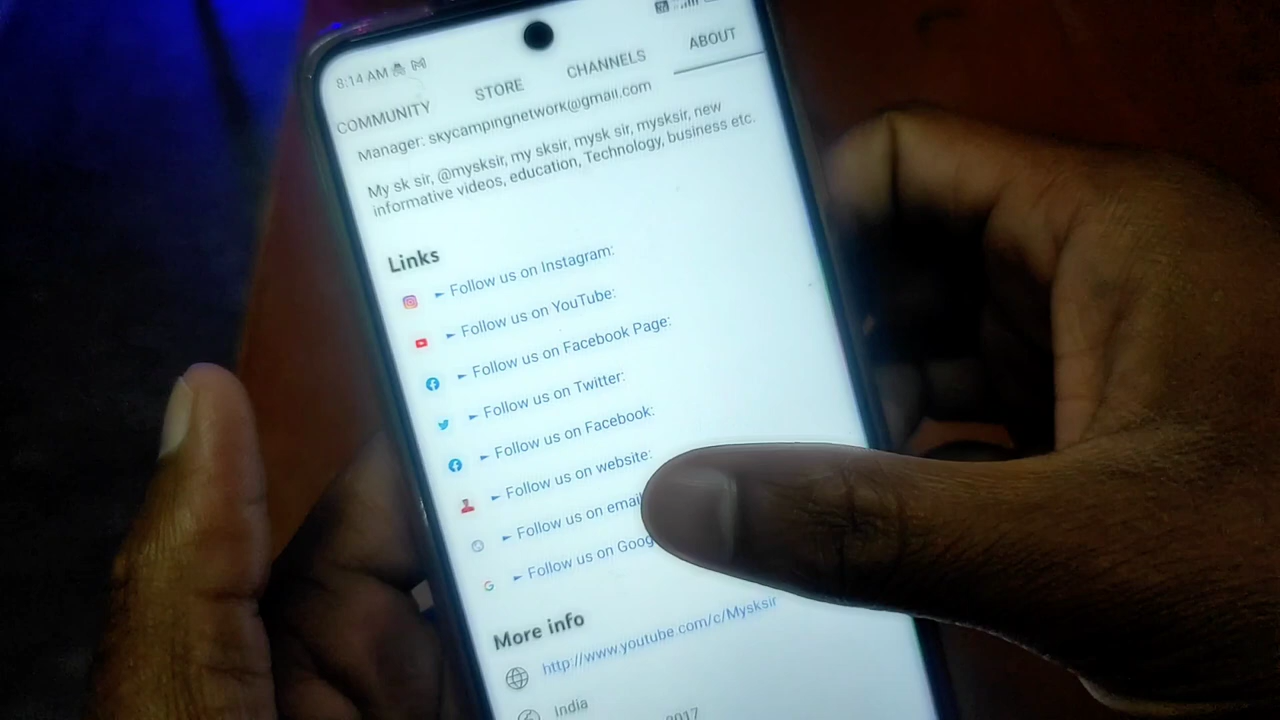 8:14 AM
COMMUNITY STORE CHANNELS ABOUT
Manager: skycampingnetwork@gmail.com
My sk sir, @mysksir, my sksir, mysk sir, mysksir, new
informative videos, education, Technology, business etc.
Links
► Follow us on Instagram:
► Follow us on YouTube:
► Follow us on Facebook Page:
► Follow us on Twitter:
► Follow us on Facebook:
► Follow us on website:
► Follow us on email
► Follow us on Goog
More info
http://www.youtube.com/c/Mysksir
India
2017